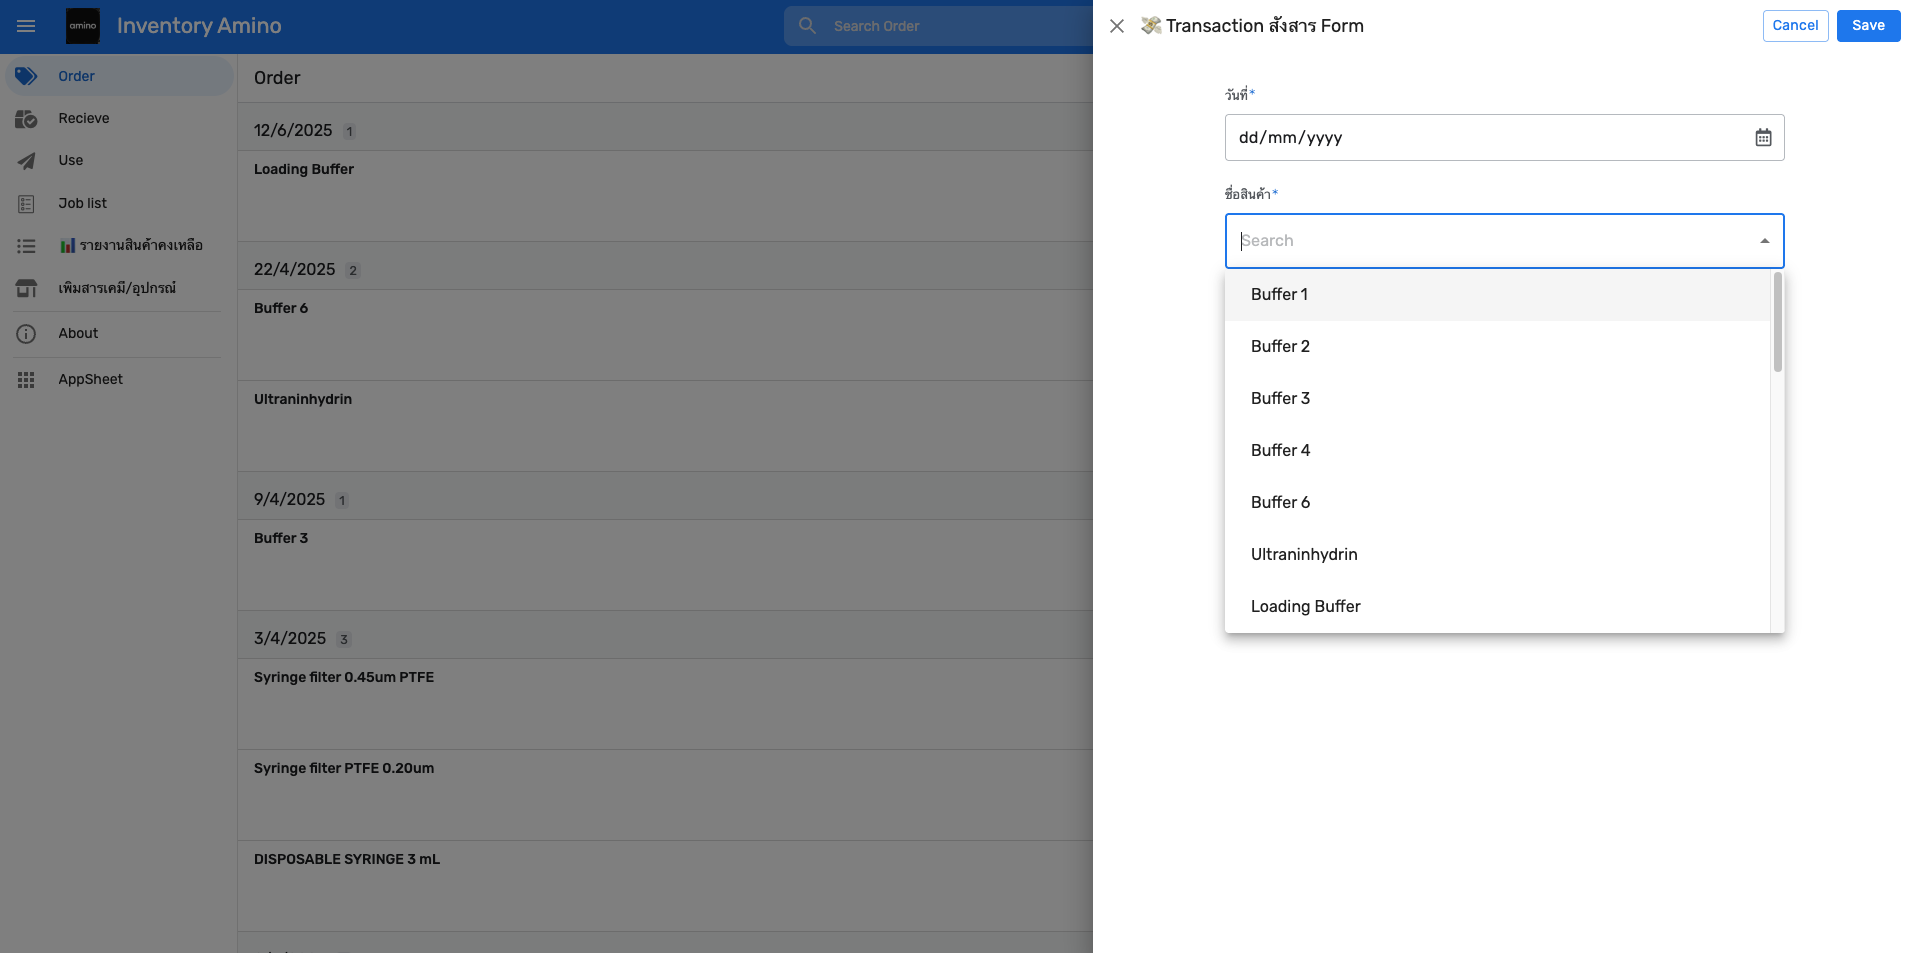 amino
Inventory Amino
Search Order
Order
Recieve
Use
Job list
📊 รายงานสินค้าคงเหลือ
เพิ่มสารเคมี/อุปกรณ์
About
AppSheet
Order
12/6/2025 1
Loading Buffer
22/4/2025 2
Buffer 6
Ultraninhydrin
9/4/2025 1
Buffer 3
3/4/2025 3
Syringe filter 0.45um PTFE
Syringe filter PTFE 0.20um
DISPOSABLE SYRINGE 3 mL
💸 Transaction สั่งสาร Form
Cancel
Save
วันที่*
dd/mm/yyyy
ชื่อสินค้า*
Search
Buffer 1
Buffer 2
Buffer 3
Buffer 4
Buffer 6
Ultraninhydrin
Loading Buffer